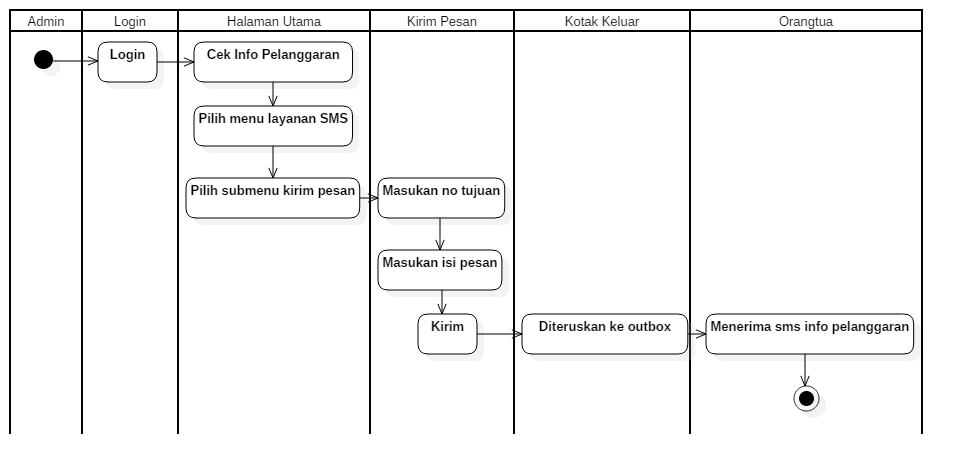 Admin
Login
Halaman Utama
Kirim Pesan
Kotak Keluar
Orangtua
Login
Cek Info Pelanggaran
Pilih menu layanan SMS
Pilih submenu kirim pesan
Masukan no tujuan
Masukan isi pesan
Kirim
Diteruskan ke outbox
Menerima sms info pelanggaran